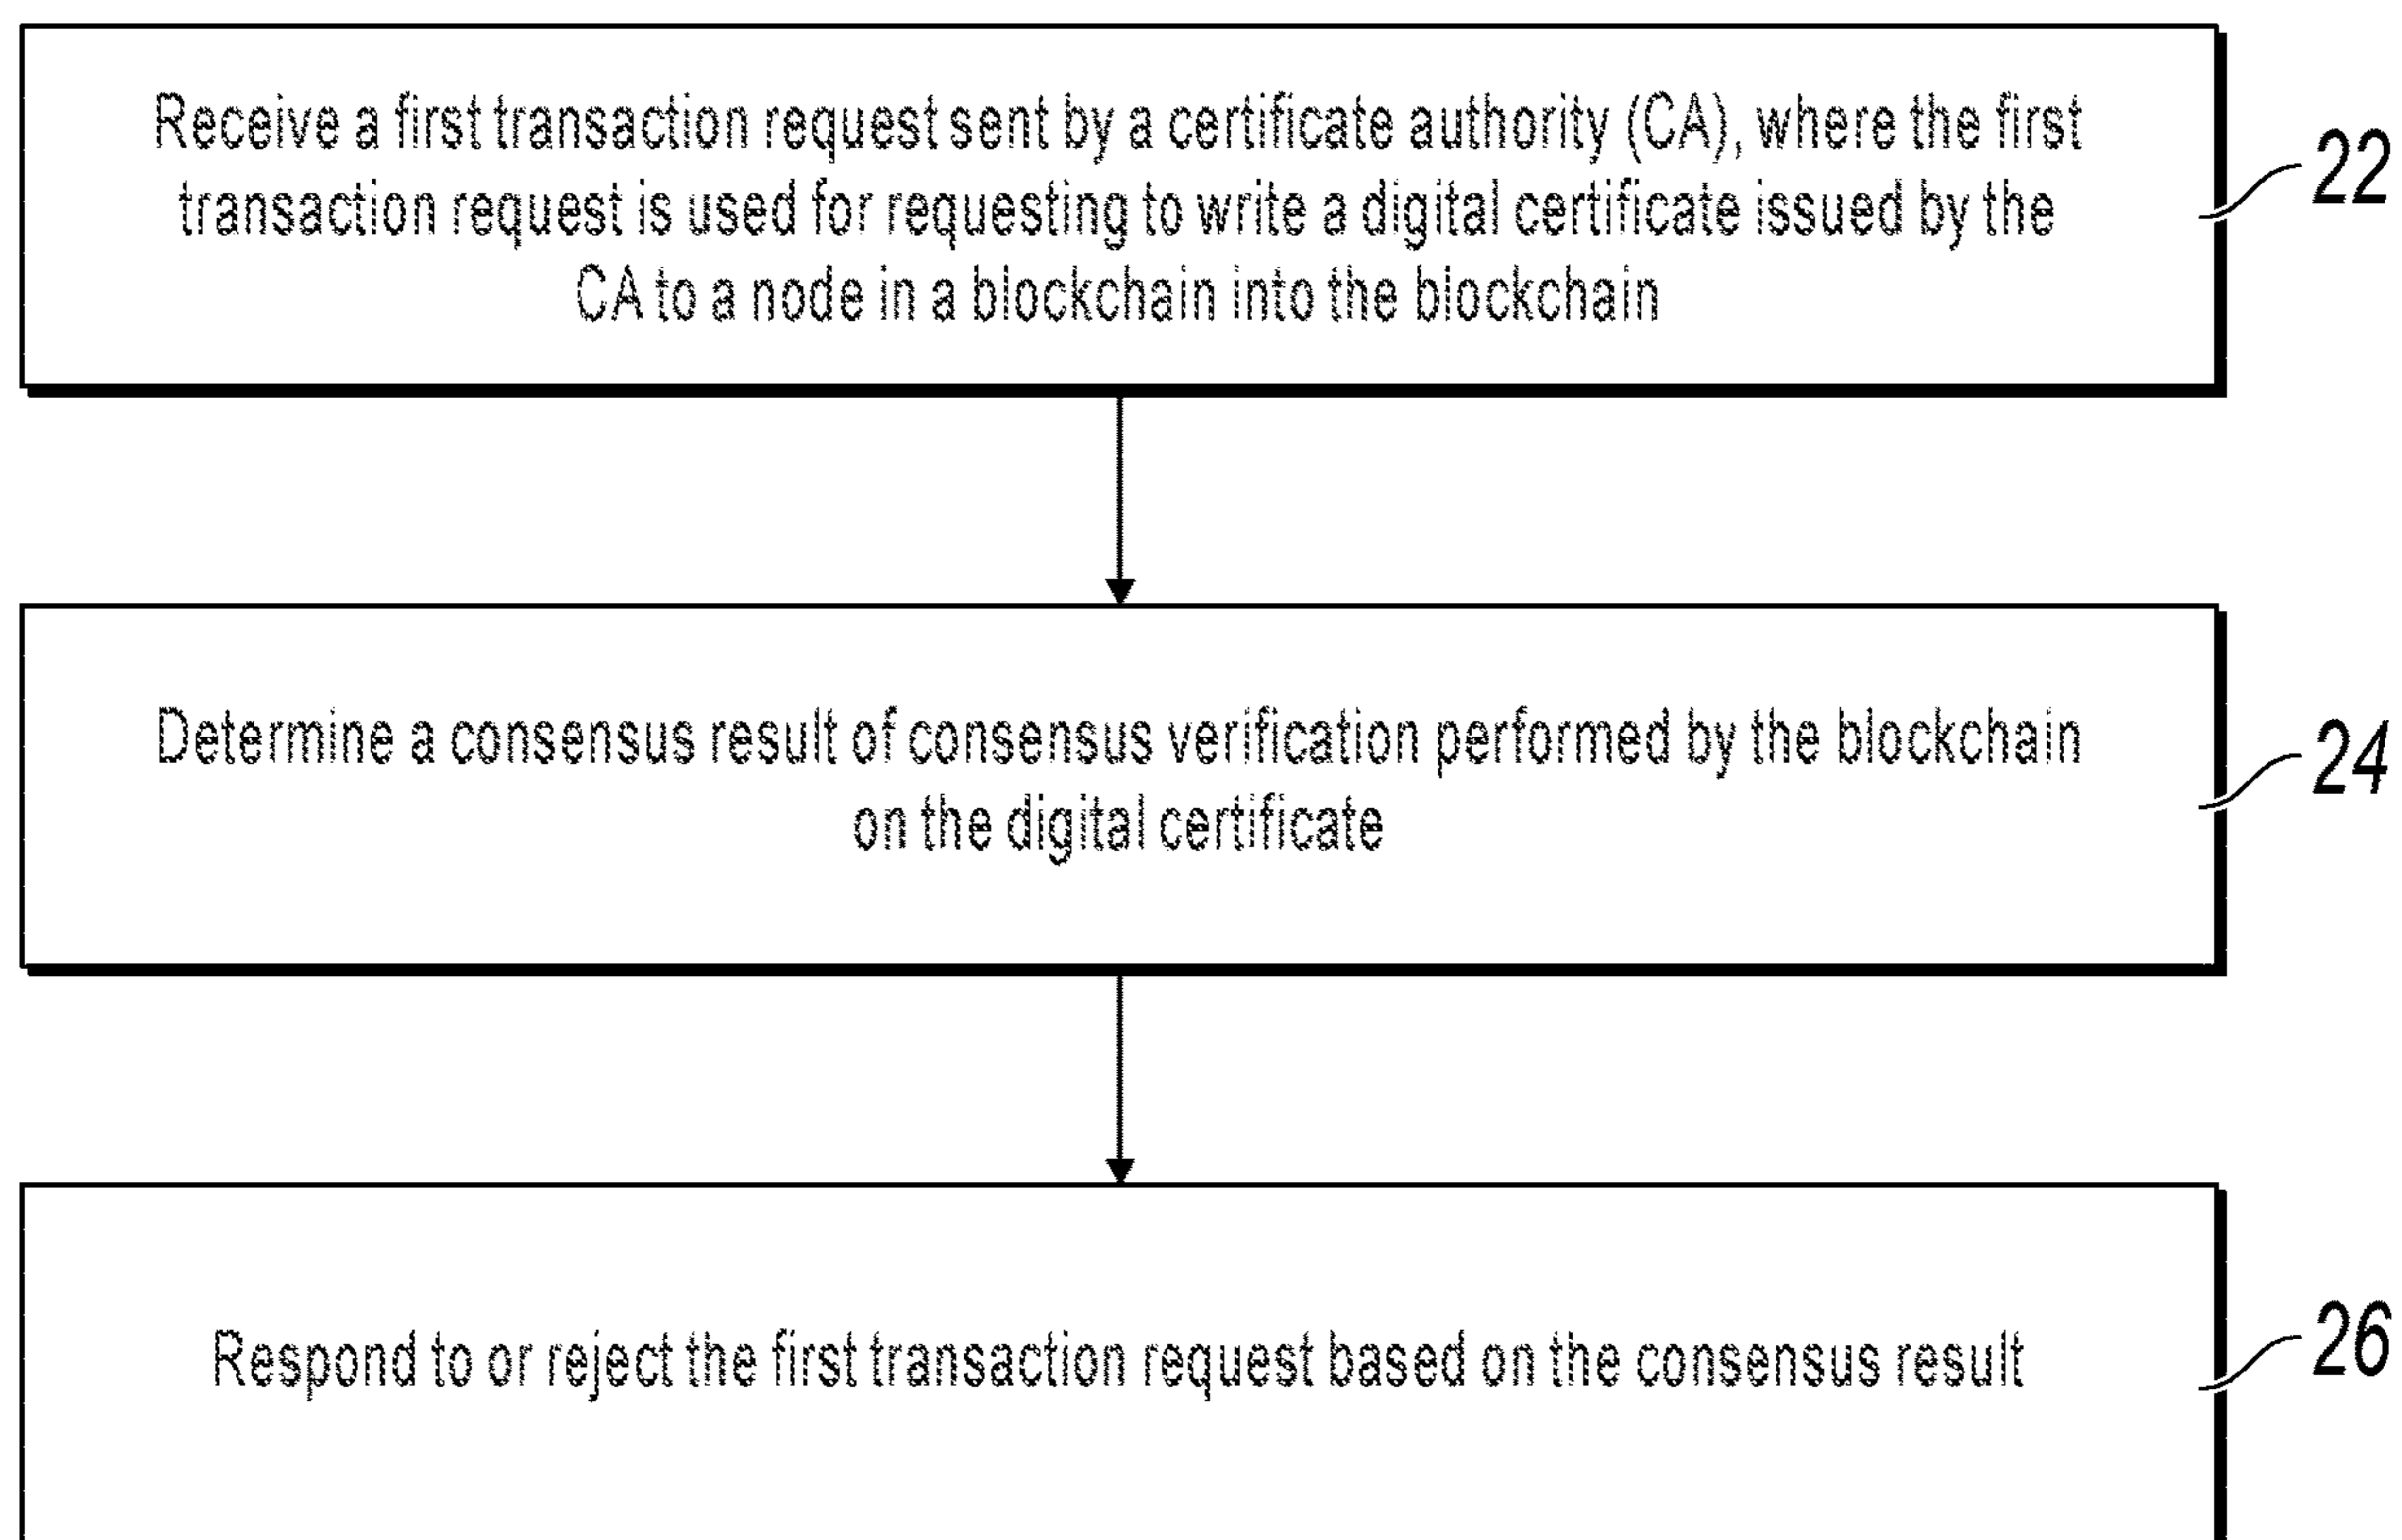 Receive a first transaction request sent by a certificate authority (CA), where the first
transaction request is used for requesting to write a digital certificate issued by the
CA to a node in a blockchain into the blockchain
22
Determine a consensus result of consensus verification performed by the blockchain
on the digital certificate
24
Respond to or reject the first transaction request based on the consensus result
26